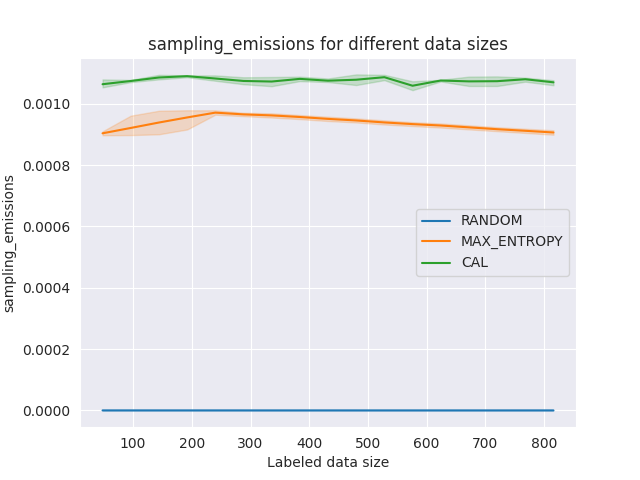 sampling_emissions for different data sizes
sampling_emissions
0.0010
0.0008
0.0006
0.0004
0.0002
0.0000
RANDOM
MAX_ENTROPY
CAL
100 200 300 400 500 600 700 800
Labeled data size